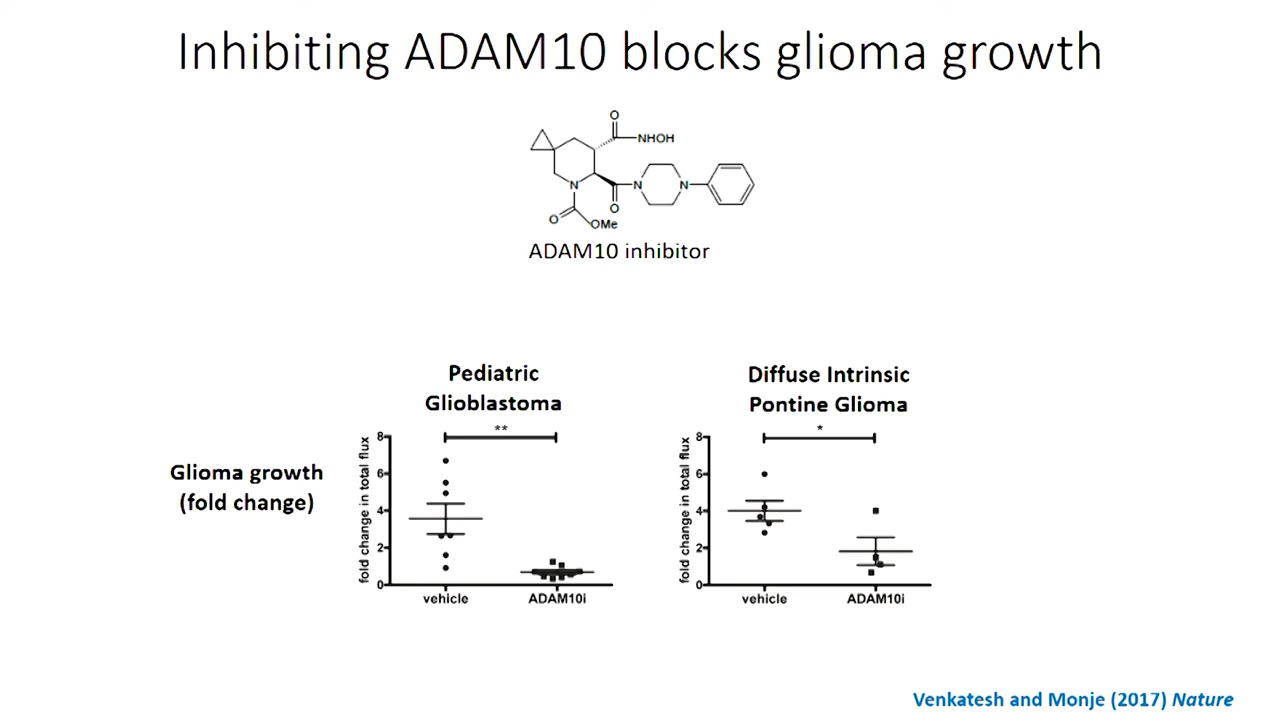 Inhibiting ADAM10 blocks glioma growth
O
NHOH
N
O
N
N
O
OMe
ADAM10 inhibitor
Pediatric
Glioblastoma
Diffuse Intrinsic
Pontine Glioma
Glioma growth
(fold change)
fold change in total flux
8
6
4
2
0
**
vehicle
ADAM10i
fold change in total flux
8
6
4
2
0
*
vehicle
ADAM10i
Venkatesh and Monje (2017) Nature